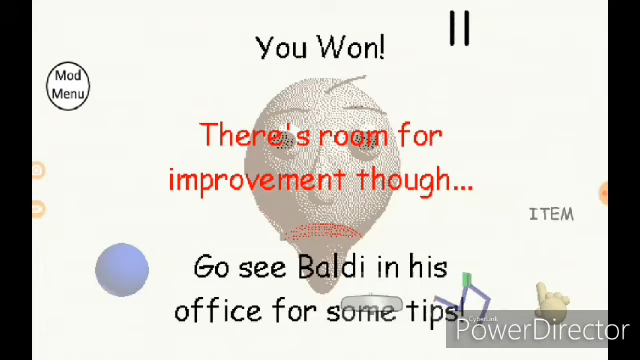 You Won!
Mod
Menu
There's room for
improvement though...
ITEM
Go see Baldi in his
office for some tips!
CyberLink
PowerDirector